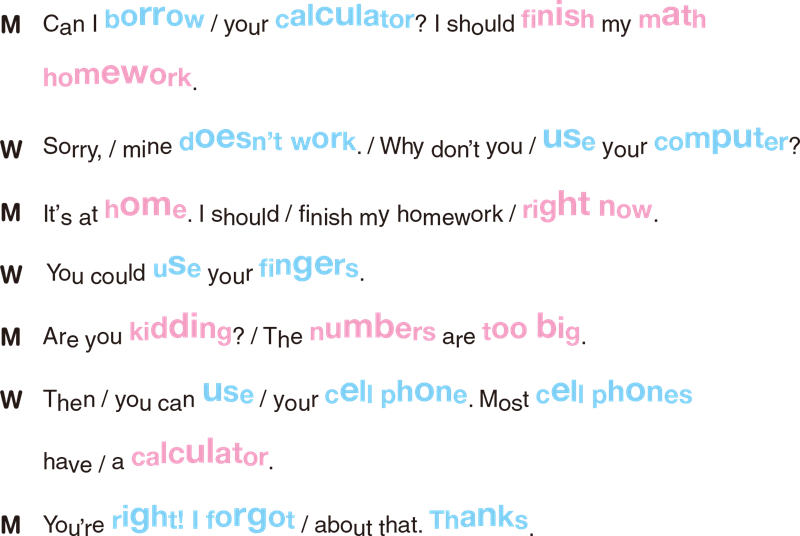 M Can I borrow / your calculator? I should finish my math
homework.
W Sorry, / mine doesn't work. / Why don't you / use your computer?
M It's at home. I should / finish my homework / right now.
W You could use your fingers.
M Are you kidding? / The numbers are too big.
W Then / you can use / your cell phone. Most cell phones
have / a calculator.
M You're right! I forgot / about that. Thanks.